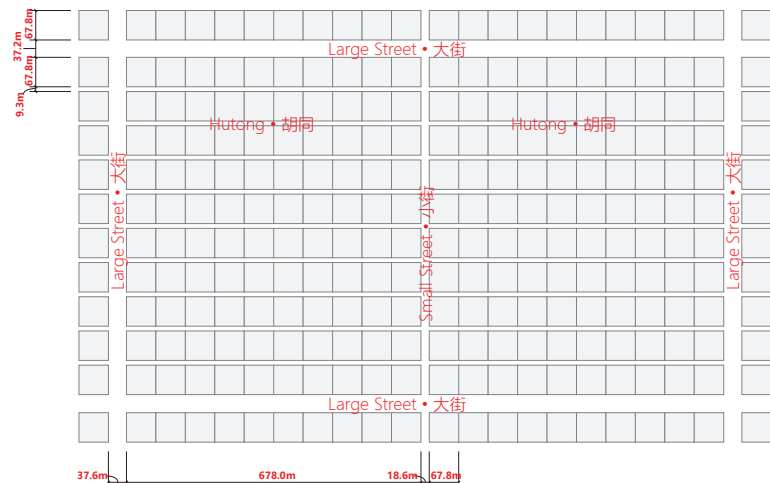 67.8m
37.2m
67.8m
9.3m
Large Street • 大街
Hutong • 胡同
Hutong • 胡同
Large Street • 大街
Small Street • 小街
Large Street • 大街
Large Street • 大街
37.6m
678.0m
18.6m
67.8m